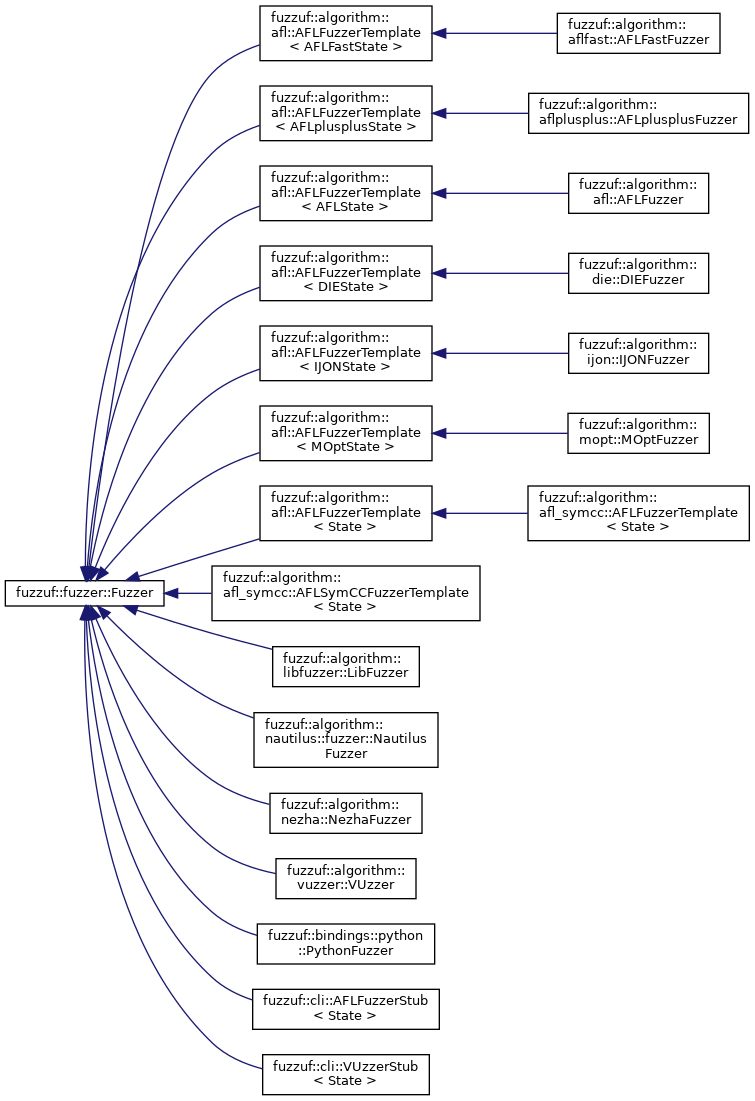 fuzzuf::algorithm::
afl::AFLFuzzerTemplate
< AFLFastState >
fuzzuf::algorithm::
aflfast::AFLFastFuzzer
fuzzuf::algorithm::
afl::AFLFuzzerTemplate
< AFLplusplusState >
fuzzuf::algorithm::
aflplusplus::AFLplusplusFuzzer
fuzzuf::algorithm::
afl::AFLFuzzerTemplate
< AFLState >
fuzzuf::algorithm::
afl::AFLFuzzer
fuzzuf::algorithm::
afl::AFLFuzzerTemplate
< DIEState >
fuzzuf::algorithm::
die::DIEFuzzer
fuzzuf::algorithm::
afl::AFLFuzzerTemplate
< IJONState >
fuzzuf::algorithm::
ijon::IJONFuzzer
fuzzuf::algorithm::
afl::AFLFuzzerTemplate
< MOptState >
fuzzuf::algorithm::
mopt::MOptFuzzer
fuzzuf::algorithm::
afl::AFLFuzzerTemplate
< State >
fuzzuf::algorithm::
afl_symcc::AFLFuzzerTemplate
< State >
fuzzuf::fuzzer::Fuzzer
fuzzuf::algorithm::
afl_symcc::AFLSymCCFuzzerTemplate
< State >
fuzzuf::algorithm::
libfuzzer::LibFuzzer
fuzzuf::algorithm::
nautilus::fuzzer::Nautilus
Fuzzer
fuzzuf::algorithm::
nezha::NezhaFuzzer
fuzzuf::algorithm::
vuzzer::VUzzer
fuzzuf::bindings::python
::PythonFuzzer
fuzzuf::cli::AFLFuzzerStub
< State >
fuzzuf::cli::VUzzerStub
< State >